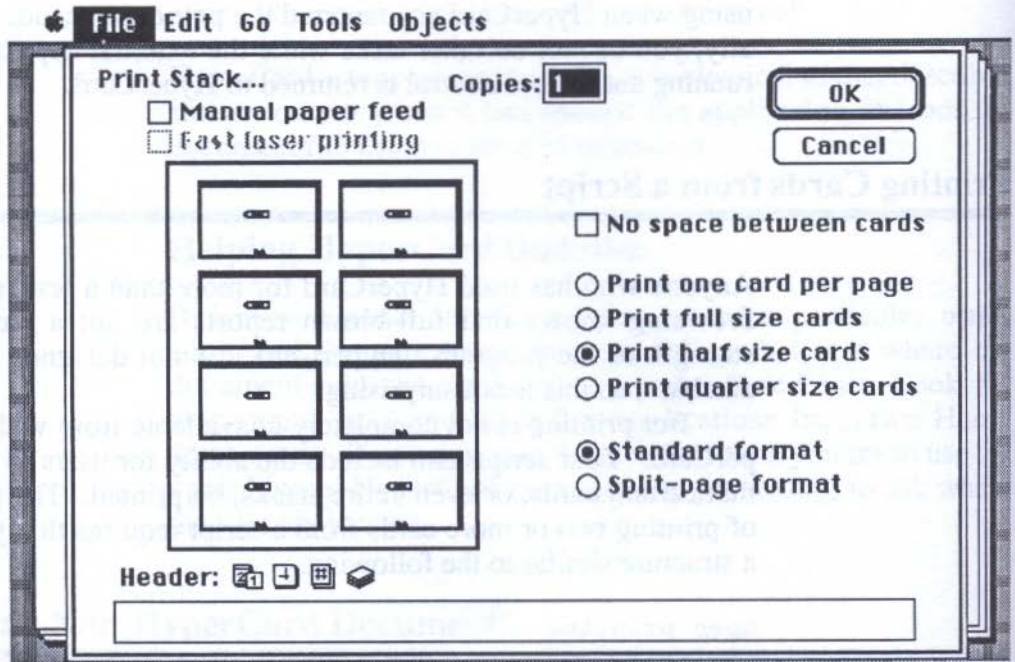 File Edit Go Tools Objects
Print Stack.. Copies: 1
Manual paper feed
Fast laser printing
OK
Cancel
No space between cards
Print one card per page
Print full size cards
Print half size cards
Print quarter size cards
Standard format
Split-page format
Header: